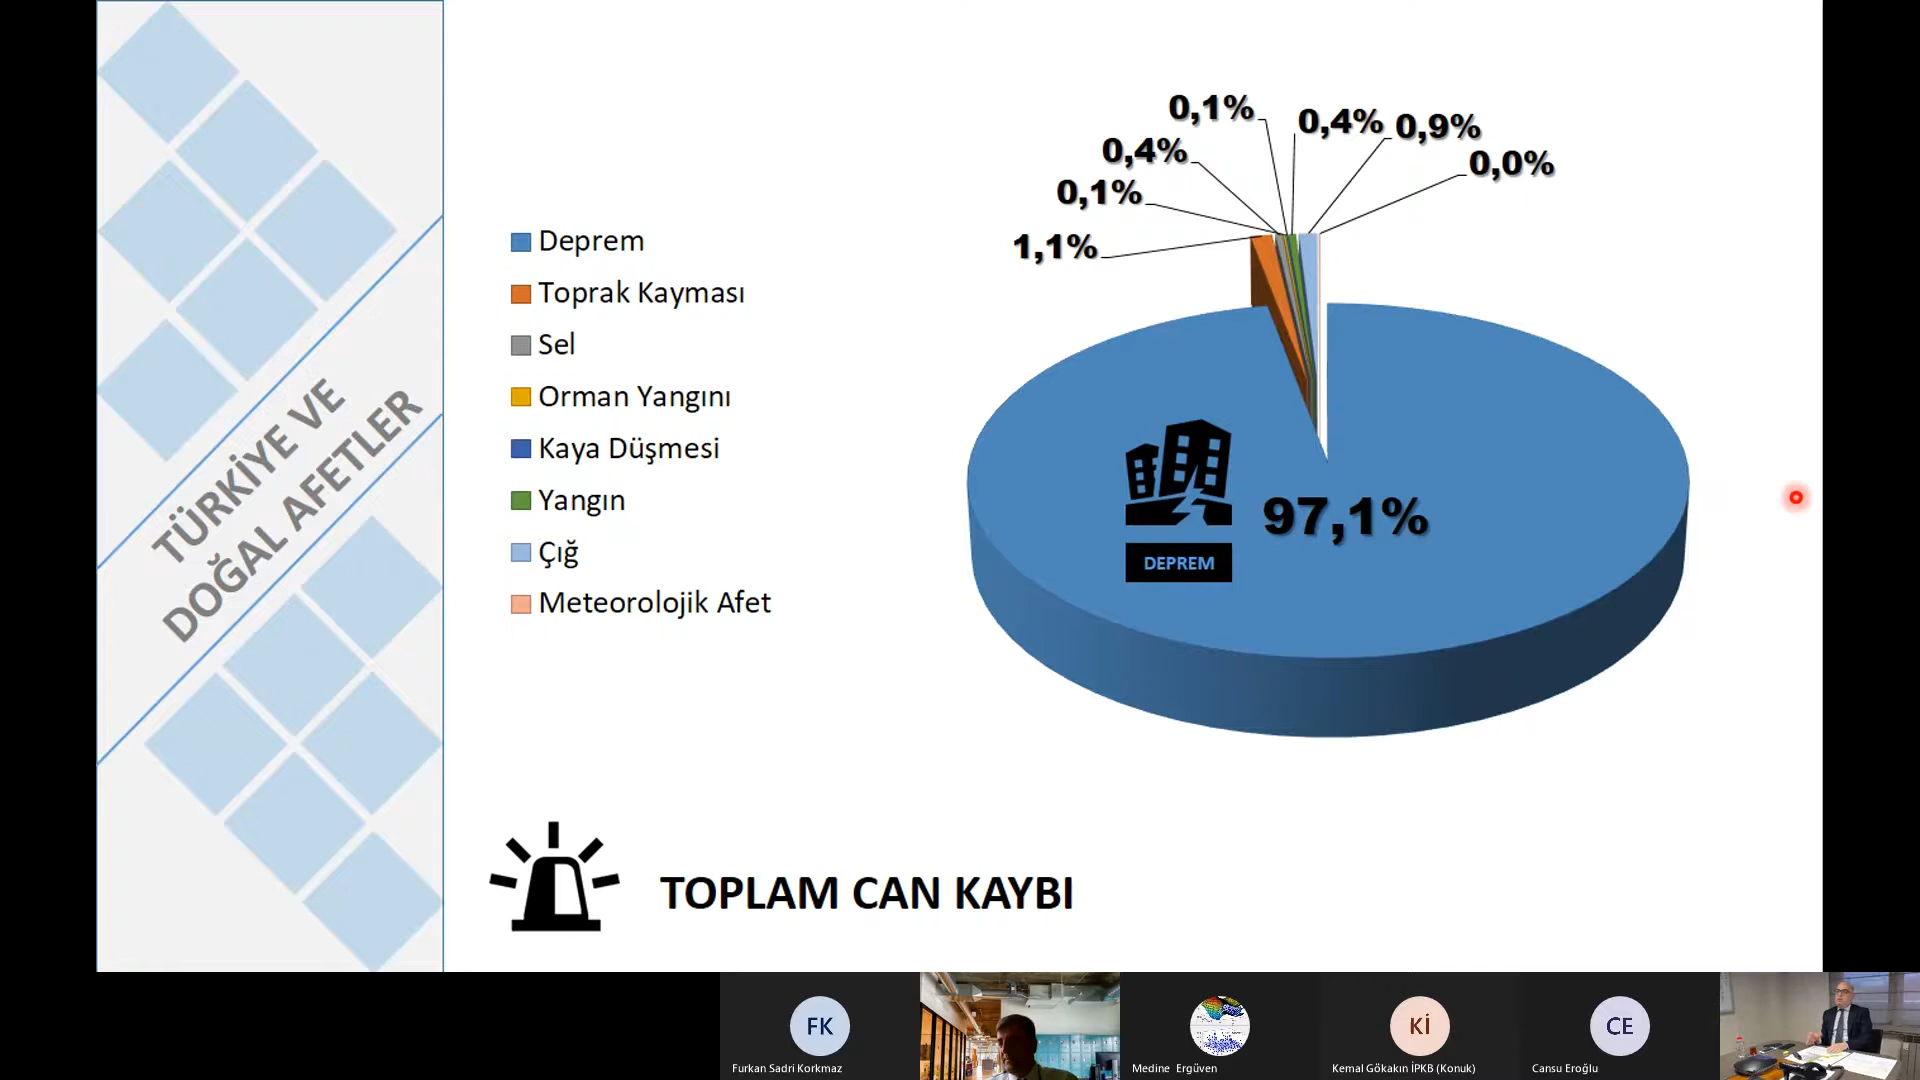 TÜRKİYE VE
DOĞAL AFETLER
Deprem
Toprak Kayması
Sel
Orman Yangını
Kaya Düşmesi
Yangın
Çığ
Meteorolojik Afet
0,1%
0,4%
0,9%
0,4%
0,0%
0,1%
1,1%
97,1%
DEPREM
TOPLAM CAN KAYBI
FK
Kİ
CE
Furkan Sadri Korkmaz
Medine Ergüven
Kemal Gökakın İPKB (Konuk)
Cansu Eroğlu